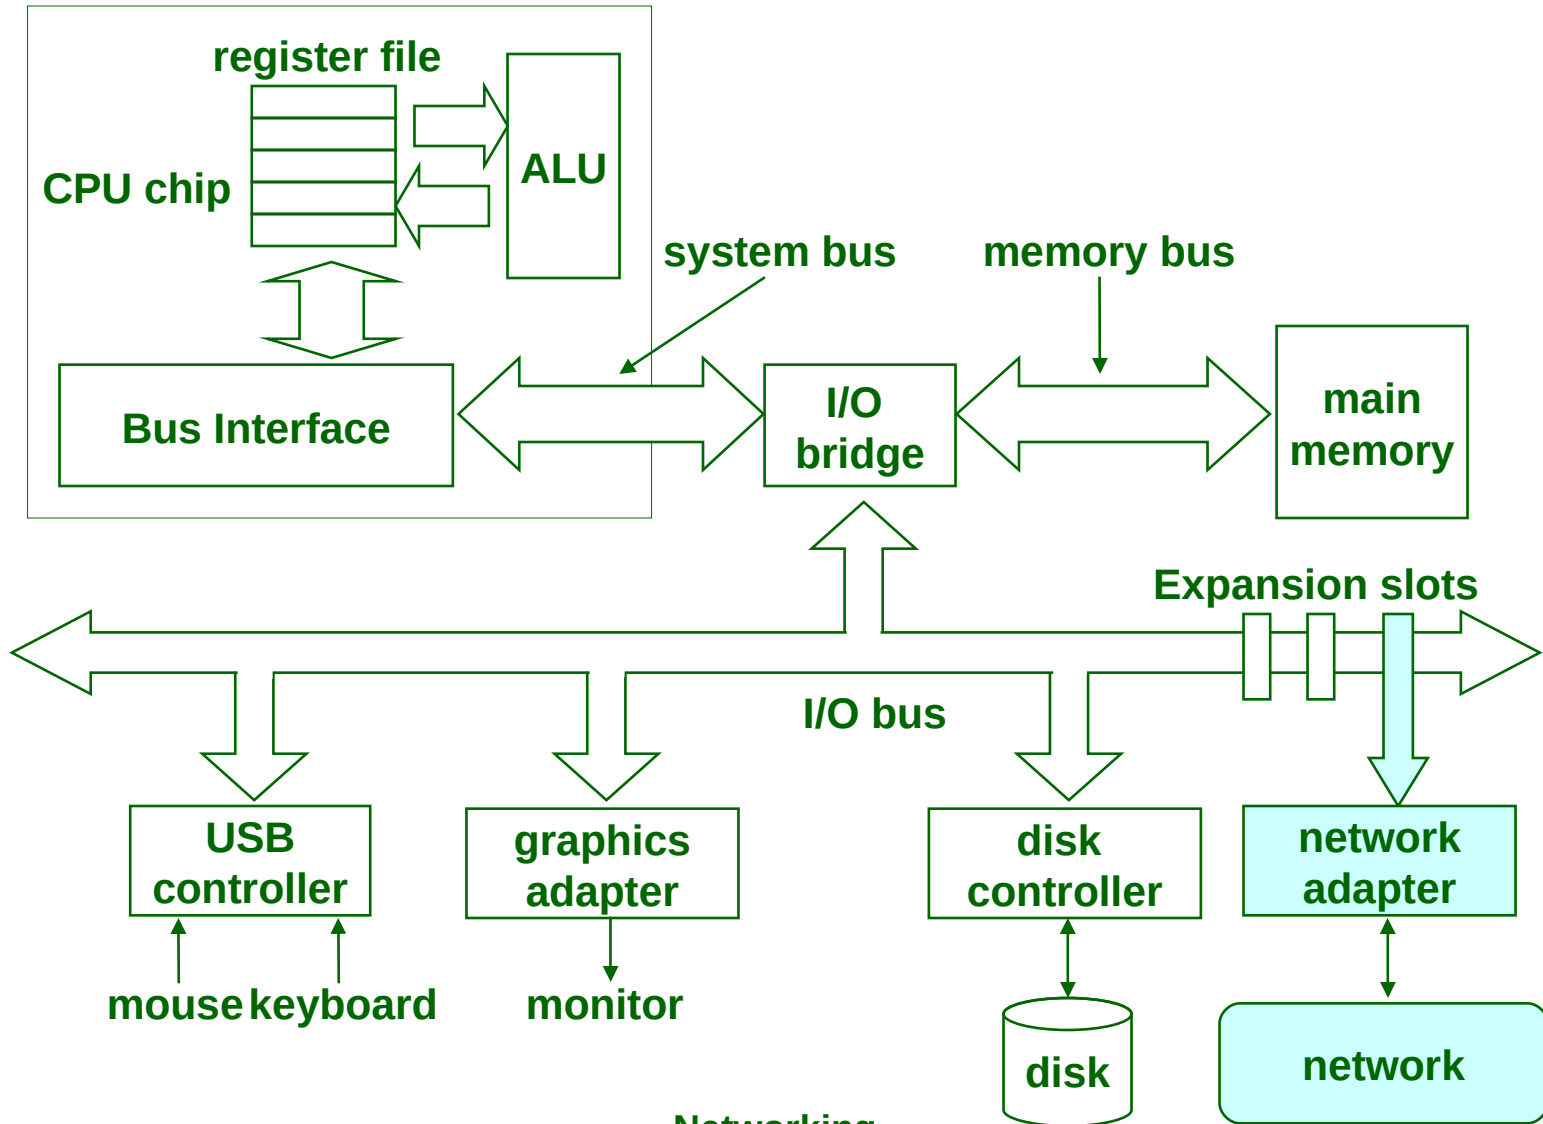 register file
ALU
CPU chip
system bus
memory bus
Bus Interface
I/O
bridge
main
memory
Expansion slots
I/O bus
USB
controller
graphics
adapter
disk
controller
network
adapter
mouse
keyboard
monitor
disk
network
Networking